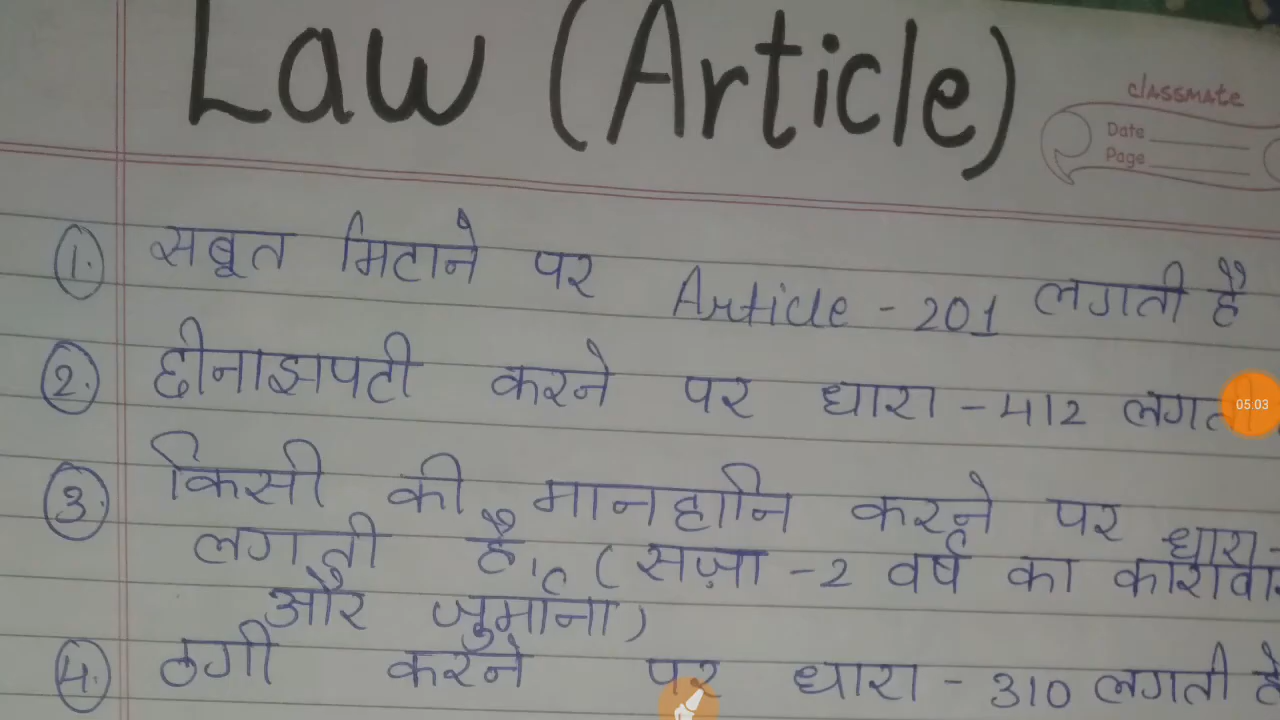 Law (Article)
classmate
Date
Page
1. सबूत मिटाने पर Article - 201 लगती है
2. छीनाझपटी करने पर धारा - 412 लगती
05.03
3. किसी की मानहानि करने पर धारा -
लगती है, (सज़ा - 2 वर्ष का
और जुर्माना)
4. ठगी करने पर धारा - 310 लगती है